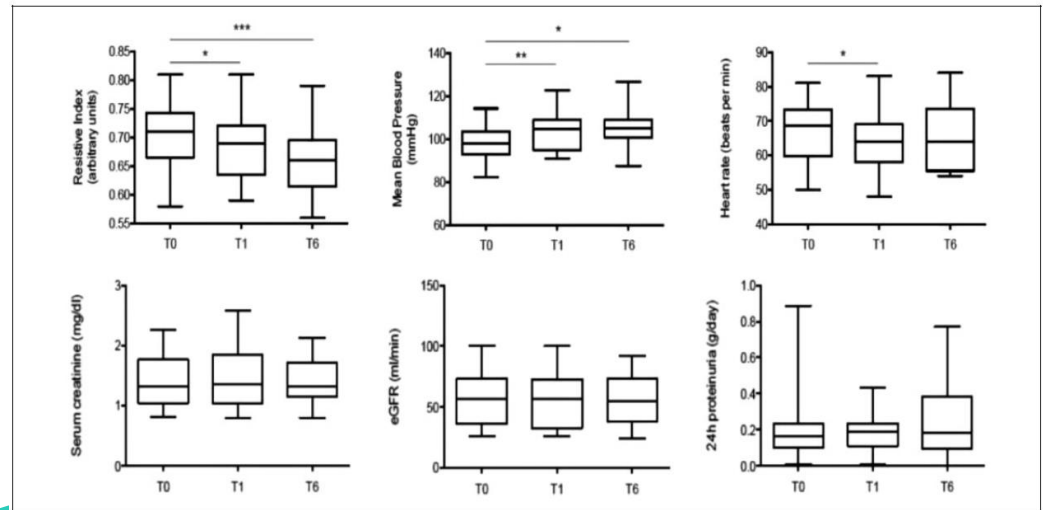 ***
*
0.85
0.80
0.75
0.70
0.65
0.60
0.55
Resistive Index
(arbitrary units)
T0 T1 T6
*
**
140
120
100
80
60
Mean Blood Pressure
(mmHg)
T0 T1 T6
*
90
80
70
60
50
40
Heart rate (beats per min)
T0 T1 T6
3
2
1
0
Serum creatinine (mg/dl)
T0 T1 T6
150
100
50
0
eGFR (ml/min)
T0 T1 T6
1.0
0.8
0.6
0.4
0.2
0.0
24h proteinuria (g/day)
T0 T1 T6